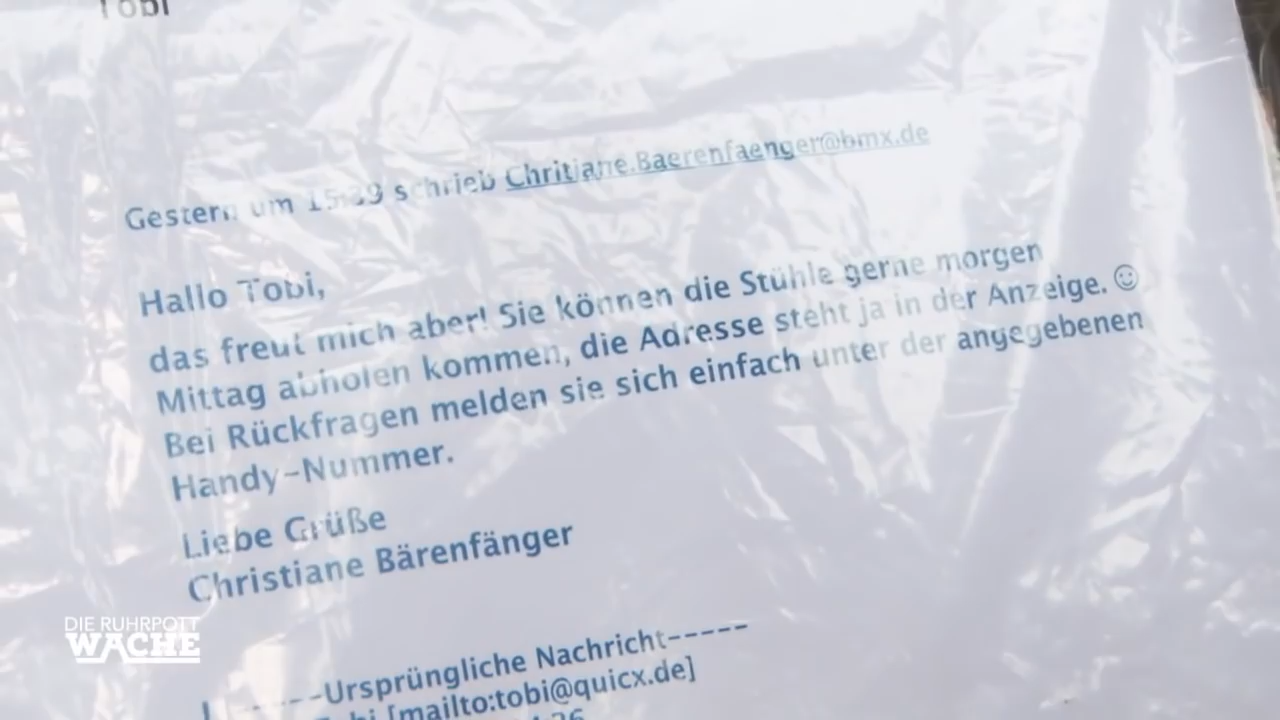 Tobi
Gestern um 15:39 schrieb Chritjane.Baerenfaenger@bmx.de
Hallo Tobi,
das freut mich aber! Sie können die Stühle gerne morgen
Mittag abholen kommen, die Adresse steht ja in der Anzeige. ☺
Bei Rückfragen melden sie sich einfach unter der angegebenen
Handy-Nummer.
Liebe Grüße
Christiane Bärenfänger
-Ursprüngliche Nachricht-----
[mailto:tobi@quicx.de]
DIE RUHRPOTT
WACHE